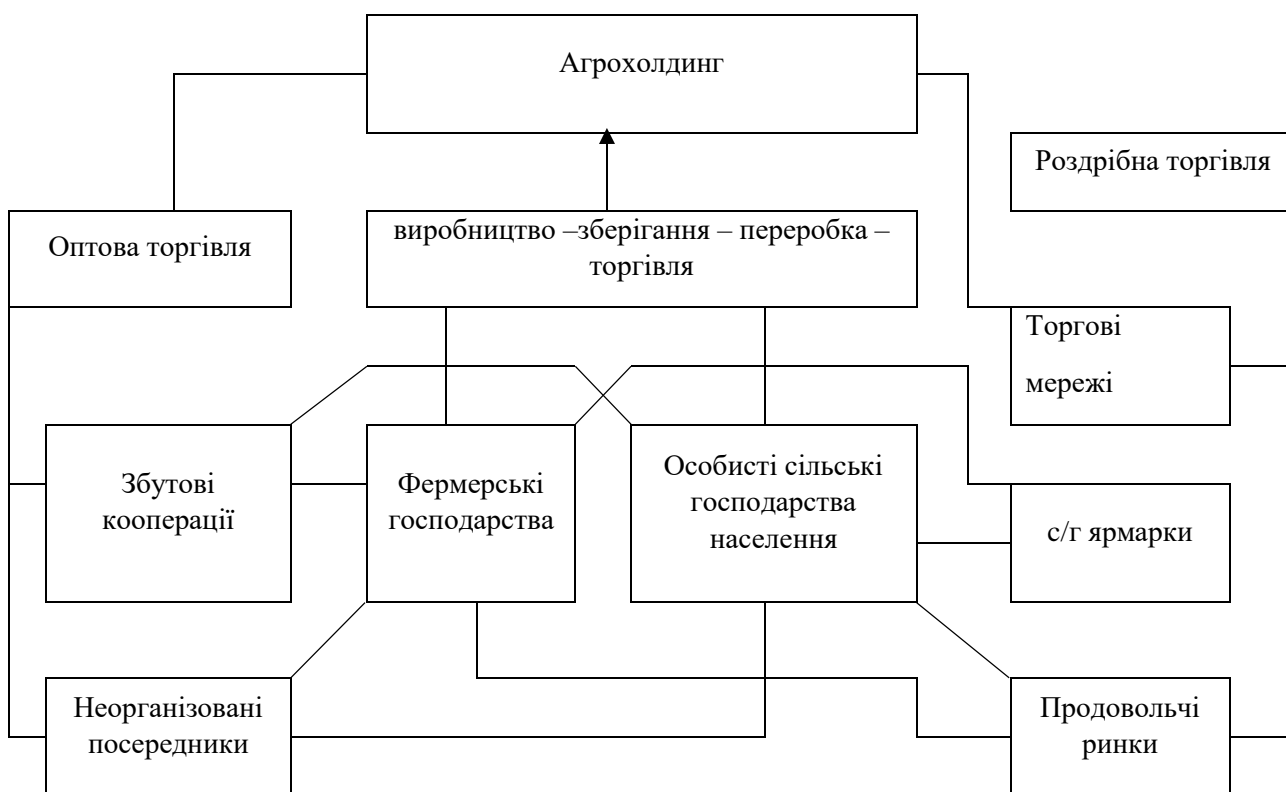 Агрохолдинг
Роздрібна торгівля
Оптова торгівля
виробництво –зберігання – переробка –
торгівля
Торгові
мережі
Збутові
кооперації
Фермерські
господарства
Особисті сільські
господарства
населення
с/г ярмарки
Неорганізовані
посередники
Продовольчі
ринки